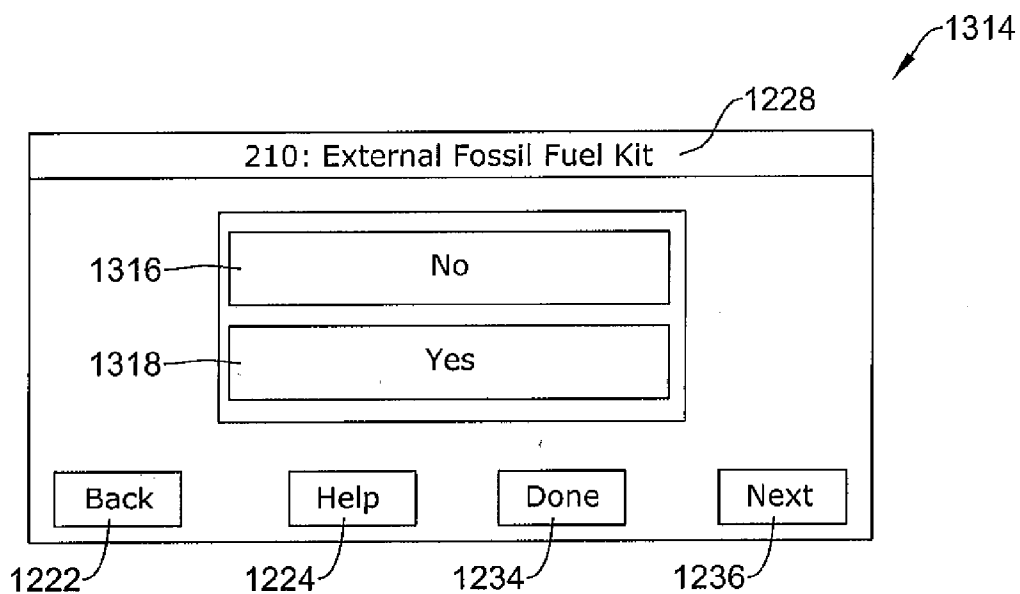 1314
1228
210: External Fossil Fuel Kit
1316
No
1318
Yes
Back
Help
Done
Next
1222
1224
1234
1236